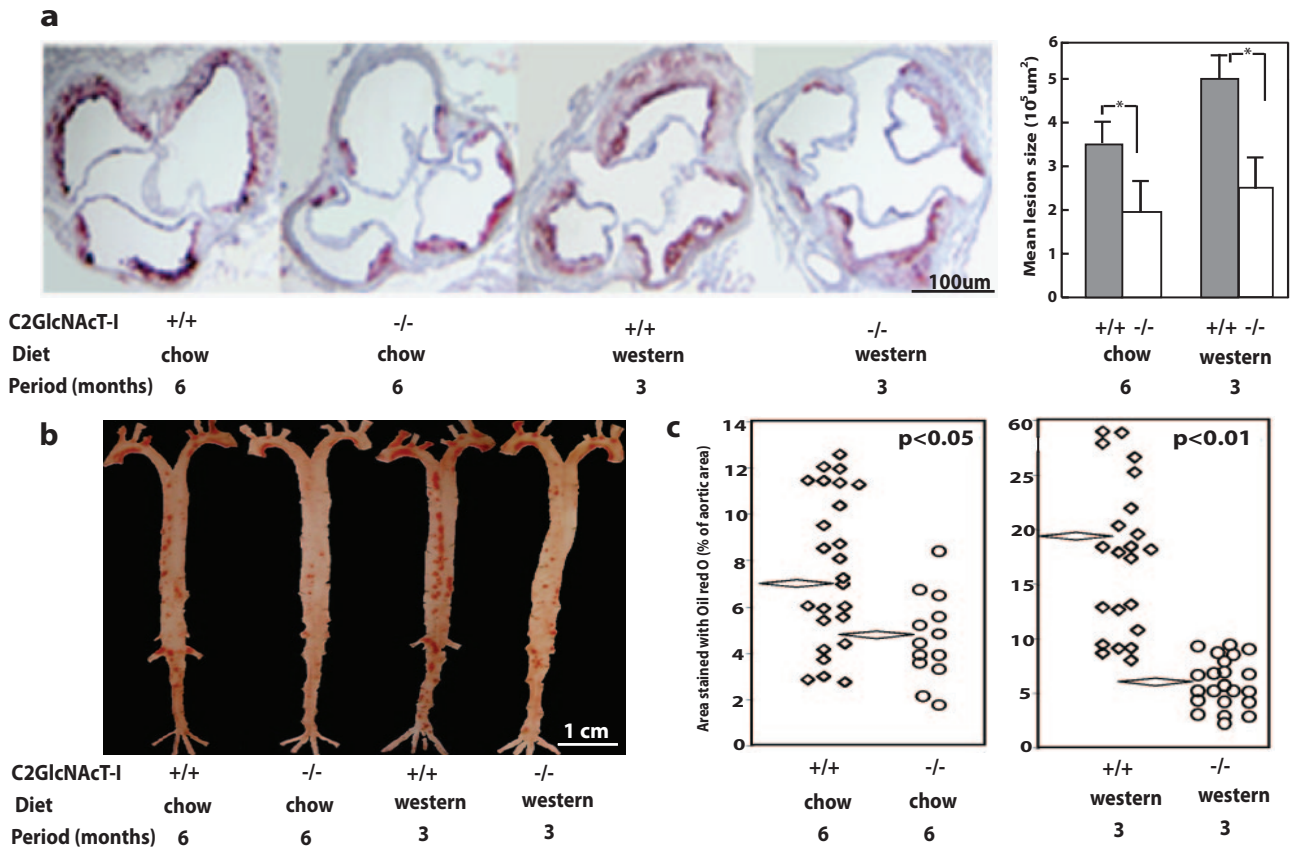 a
100um
C2GlcNAcT-I +/+ -/- +/+ -/-
Diet chow chow western western
Period (months) 6 6 3 3
Mean lesion size (10⁵um²)
6
5
4
3
2
1
0
* *
+/+ -/- +/+ -/-
chow western
6 3
b
1 cm
C2GlcNAcT-I +/+ -/- +/+ -/-
Diet chow chow western western
Period (months) 6 6 3 3
c
Area stained with Oil red O (% of aortic area)
14
12
10
8
6
4
2
0
p<0.05
+/+ -/-
chow chow
6 6
60
25
20
15
10
5
0
p<0.01
+/+ -/-
western western
3 3